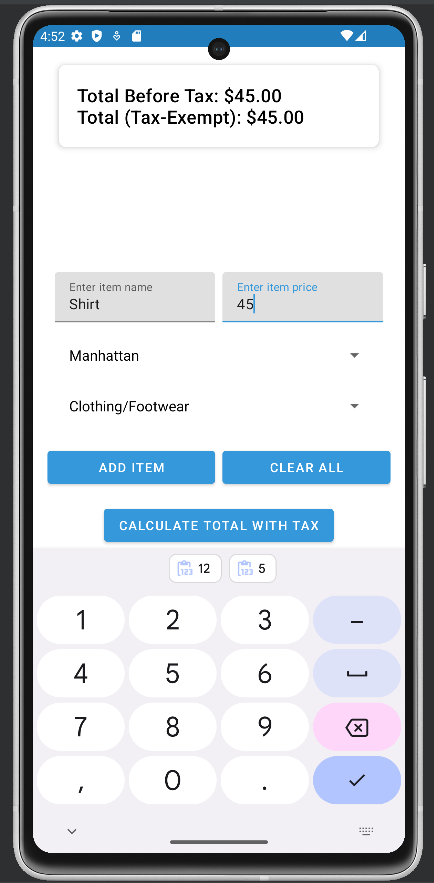 4:52
Total Before Tax: $45.00
Total (Tax-Exempt): $45.00
Enter item name
Enter item price
Shirt
45
Manhattan
Clothing/Footwear
ADD ITEM
CLEAR ALL
CALCULATE TOTAL WITH TAX
123 12
123 5
1 2 3 –
4 5 6
7 8 9
, 0 .